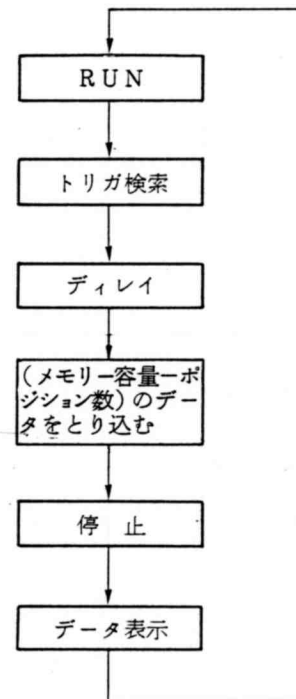 RUN
トリガ検索
ディレイ
(メモリー容量−ポ
ジション数)のデー
タをとり込む
停 止
データ表示